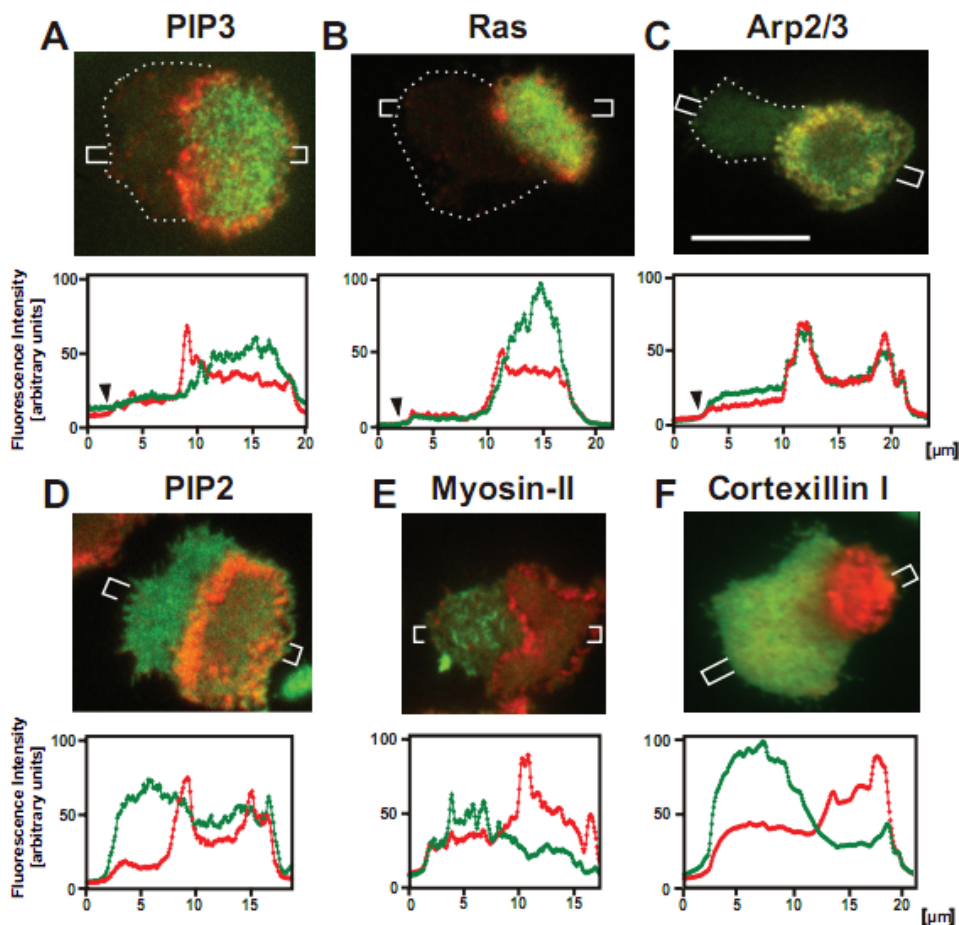 A PIP3
B Ras
C Arp2/3
Fluorescence Intensity
[arbitrary units]
100
50
0
0 5 10 15 20
100
50
0
0 5 10 15 20
100
50
0
0 5 10 15 20
[µm]
D PIP2
E Myosin-II
F Cortexillin I
Fluorescence Intensity
[arbitrary units]
100
50
0
0 5 10 15
100
50
0
0 5 10 15
100
50
0
0 5 10 15 20
[µm]